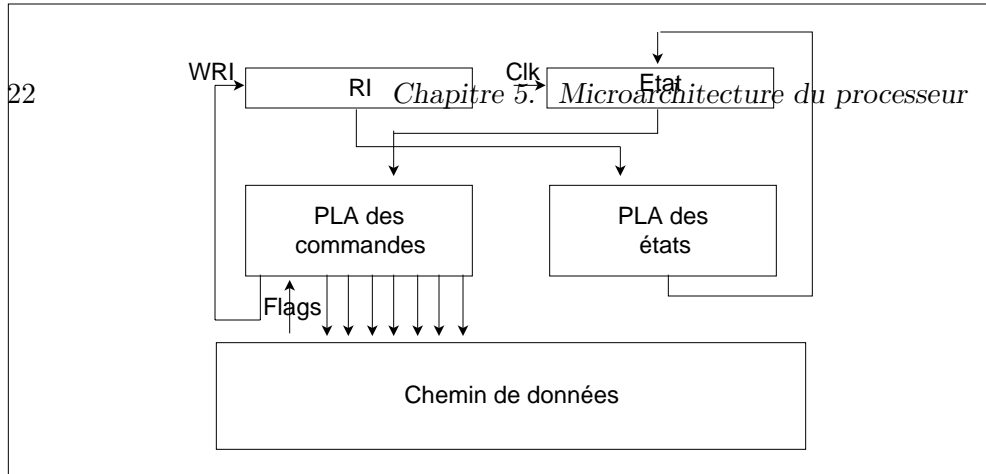 WRI
RI
Clk
Etat
22
Chapitre 5. Microarchitecture du processeur
PLA des
commandes
PLA des
états
Flags
Chemin de données